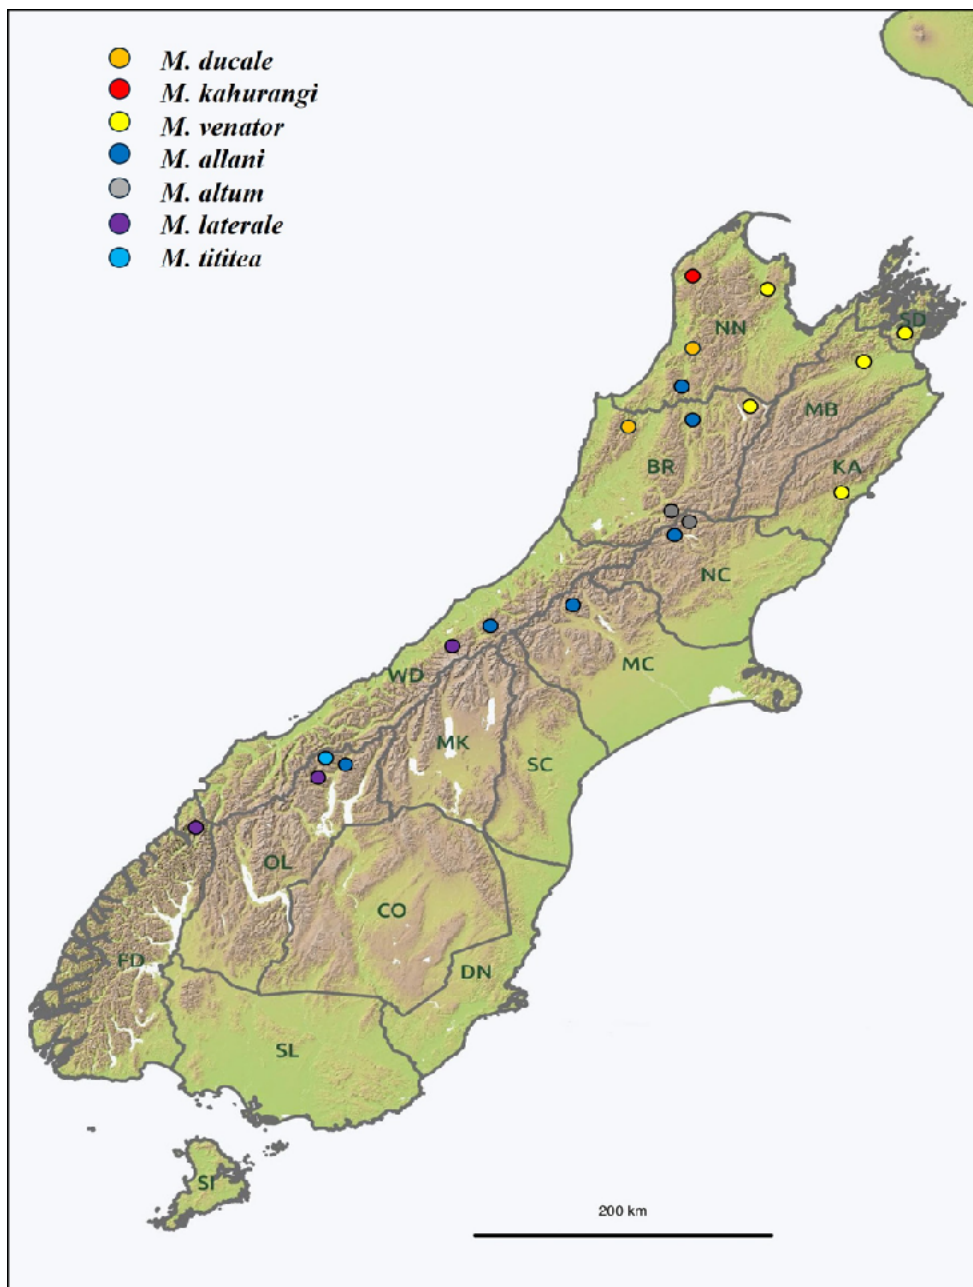 M. ducale
M. kahurangi
M. venator
M. allani
M. altum
M. laterale
M. tititea
SD
NN
MB
BR
KA
NC
MC
WD
MK
SC
OL
CO
FD
DN
SL
SI
200 km